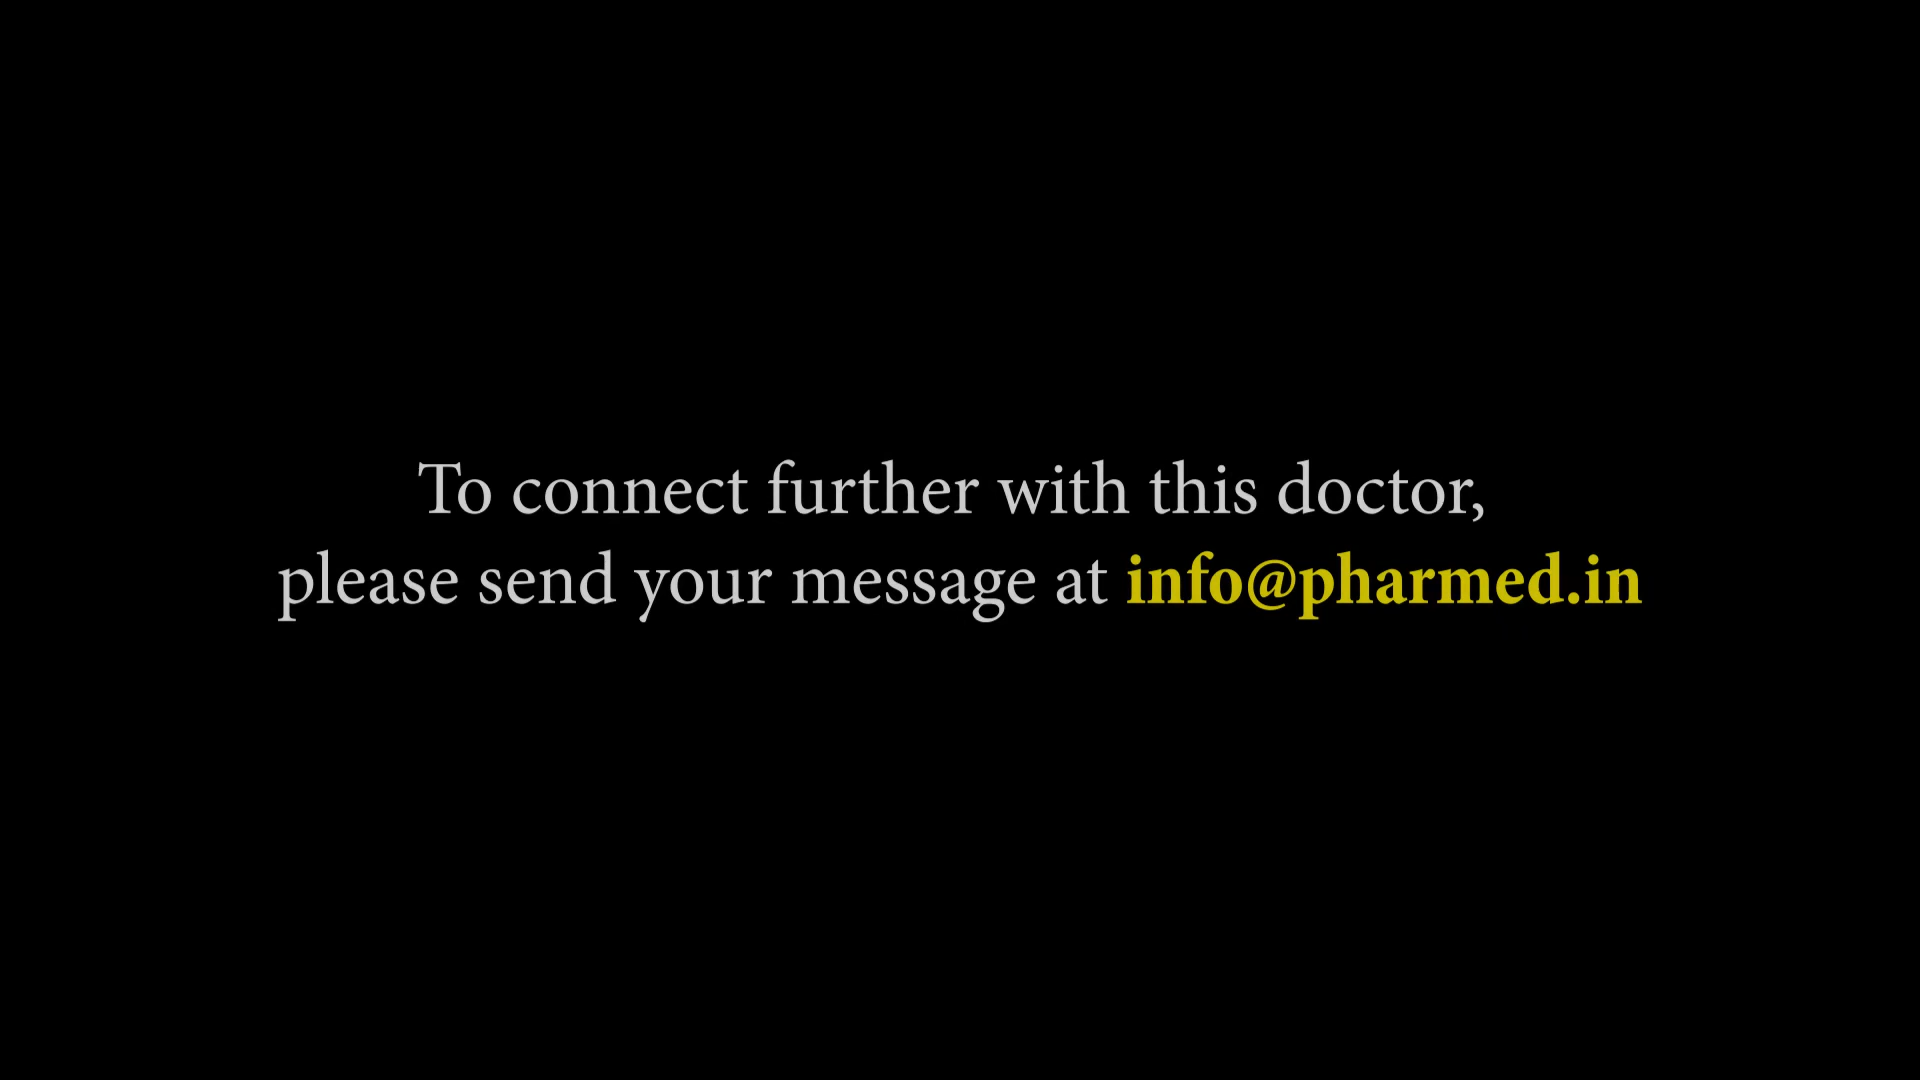 To connect further with this doctor,
please send your message at info@pharmed.in